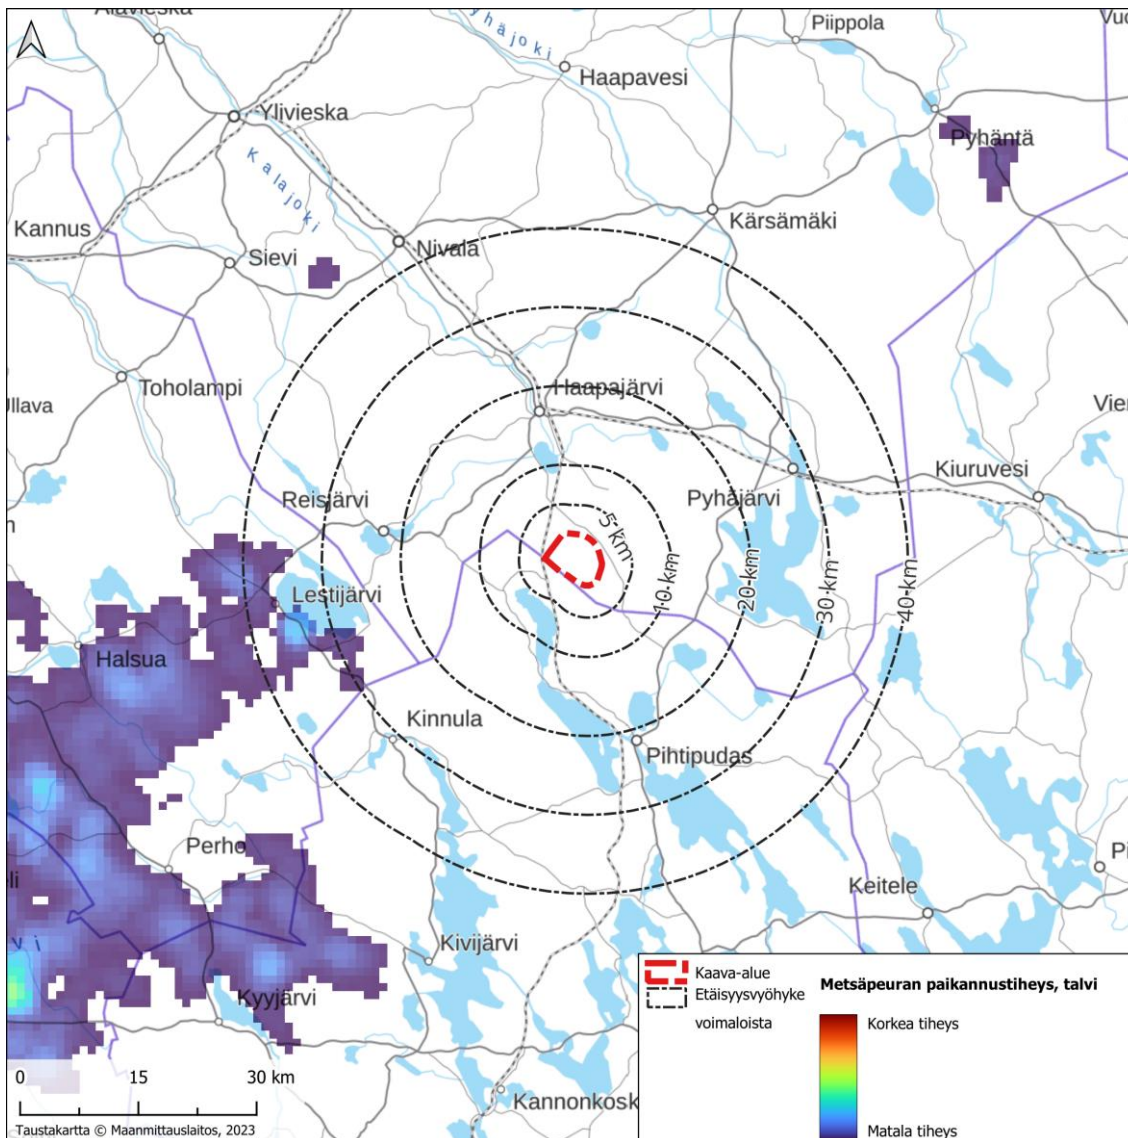 Alavieska
Pyhäjoki
Piippola
Haapavesi
Ylivieska
Pyhäntä
Kalajoki
Kannus
Kärsämäki
Nivala
Sievi
Toholampi
Haapajärvi
Ullava
Kiuruvesi
Reisjärvi
Pyhäjärvi
5 km
10 km
20 km
30 km
40 km
Lestijärvi
Halsua
Kinnula
Pihtipudas
Perho
Keitele
Kivijärvi
Kyyjärvi
Kannonkosk
Kaava-alue
Etäisyysvyöhyke
voimaloista
Metsäpeuran paikannustiheys, talvi
Korkea tiheys
Matala tiheys
0 15 30 km
Taustakartta © Maanmittauslaitos, 2023